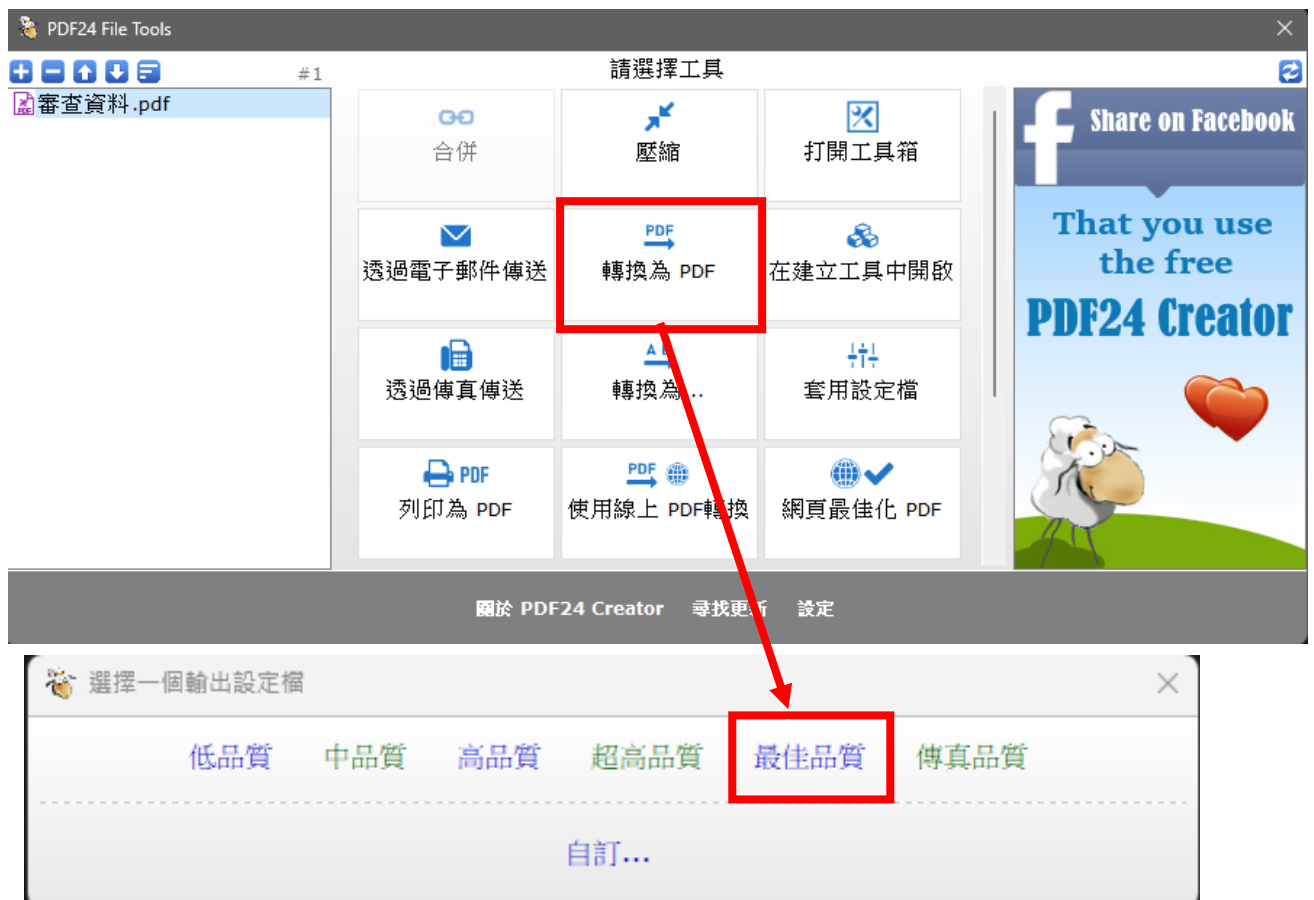 PDF24 File Tools
#1
請選擇工具
審查資料.pdf
合併
壓縮
打開工具箱
透過電子郵件傳送
PDF
轉換為 PDF
在建立工具中開啟
透過傳真傳送
轉換為...
套用設定檔
PDF
列印為 PDF
PDF
使用線上 PDF轉換
網頁最佳化 PDF
f
Share on Facebook
That you use
the free
PDF24 Creator
關於 PDF24 Creator 尋找更新 設定
選擇一個輸出設定檔
低品質 中品質 高品質 超高品質 最佳品質 傳真品質
自訂...